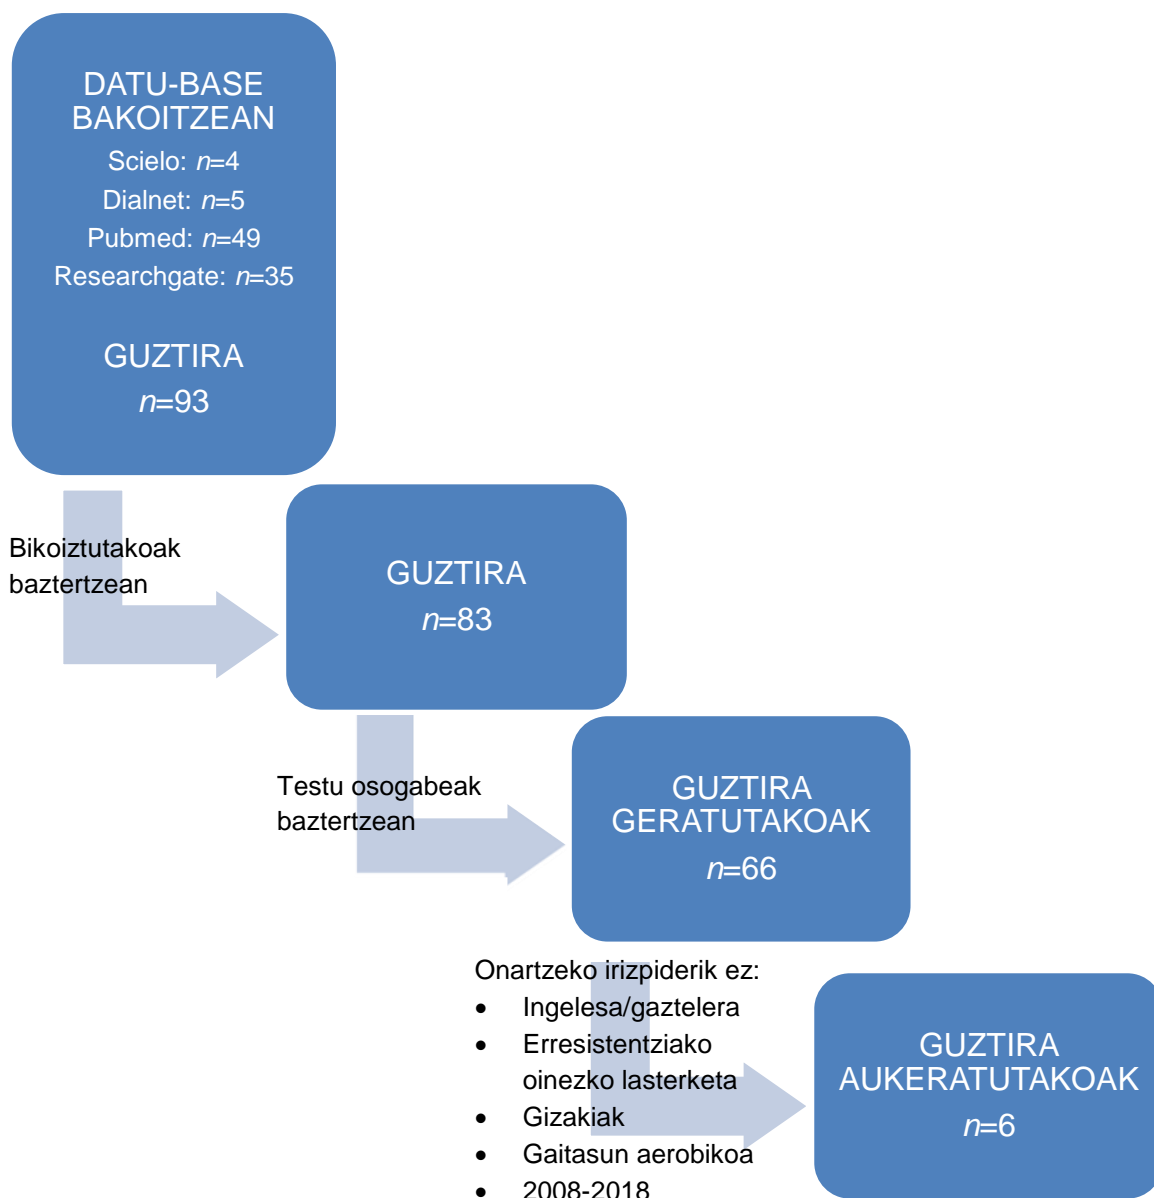 DATU-BASE
BAKOITZEAN
Scielo: n=4
Dialnet: n=5
Pubmed: n=49
Researchgate: n=35
GUZTIRA
n=93
Bikoiztutakoak
baztertzean
GUZTIRA
n=83
Testu osogabeak
baztertzean
GUZTIRA
GERATUTAKOAK
n=66
Onartzeko irizpiderik ez:
• Ingelesa/gaztelera
• Erresistentziako
oinezko lasterketa
• Gizakiak
• Gaitasun aerobikoa
• 2008-2018
GUZTIRA
AUKERATUTAKOAK
n=6